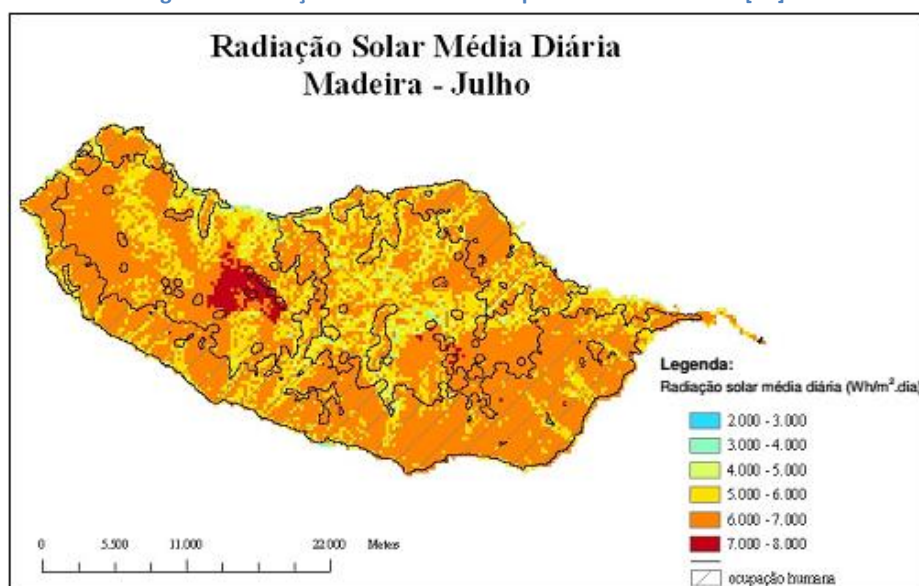 Radiação Solar Média Diária
Madeira - Julho
Legenda:
Radiação solar média diária (Wh/m².dia)
2.000 - 3.000
3.000 - 4.000
4.000 - 5.000
5.000 - 6.000
6.000 - 7.000
7.000 - 8.000
ocupação humana
0 5.500 11.000 22.000 Meters